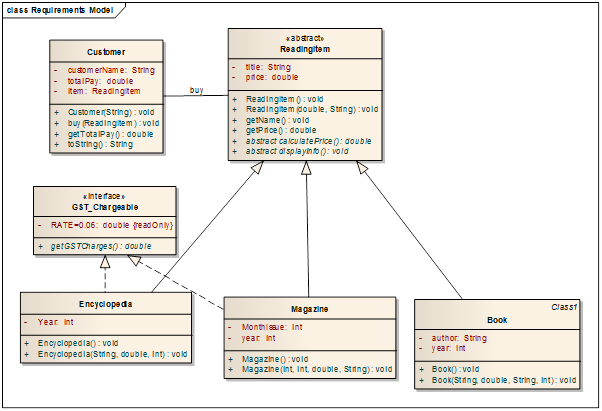 class Requirements Model
Customer
- customerName: String
- totalPay: double
- Item: ReadingItem
+ Customer(String) : void
+ buy(ReadingItem) : void
+ getTotalPay() : double
+ toString() : String
buy
«abstract»
ReadingItem
- title: String
- price: double
+ ReadingItem() : void
+ ReadingItem(double, String) : void
+ getName() : void
+ getPrice() : double
+ abstract calculatePrice() : double
+ abstract displayInfo() : void
«interface»
GST_Chargeable
- RATE=0.06: double {readOnly}
+ getGSTCharges() : double
Encyclopedia
- Year: int
+ Encyclopedia() : void
+ Encyclopedia(String, double, int) : void
Magazine
- MonthIssue: int
- year: int
+ Magazine() : void
+ Magazine(int, int, double, String) : void
Class1
Book
- author: String
- year: int
+ Book() : void
+ Book(String, double, String, int) : void